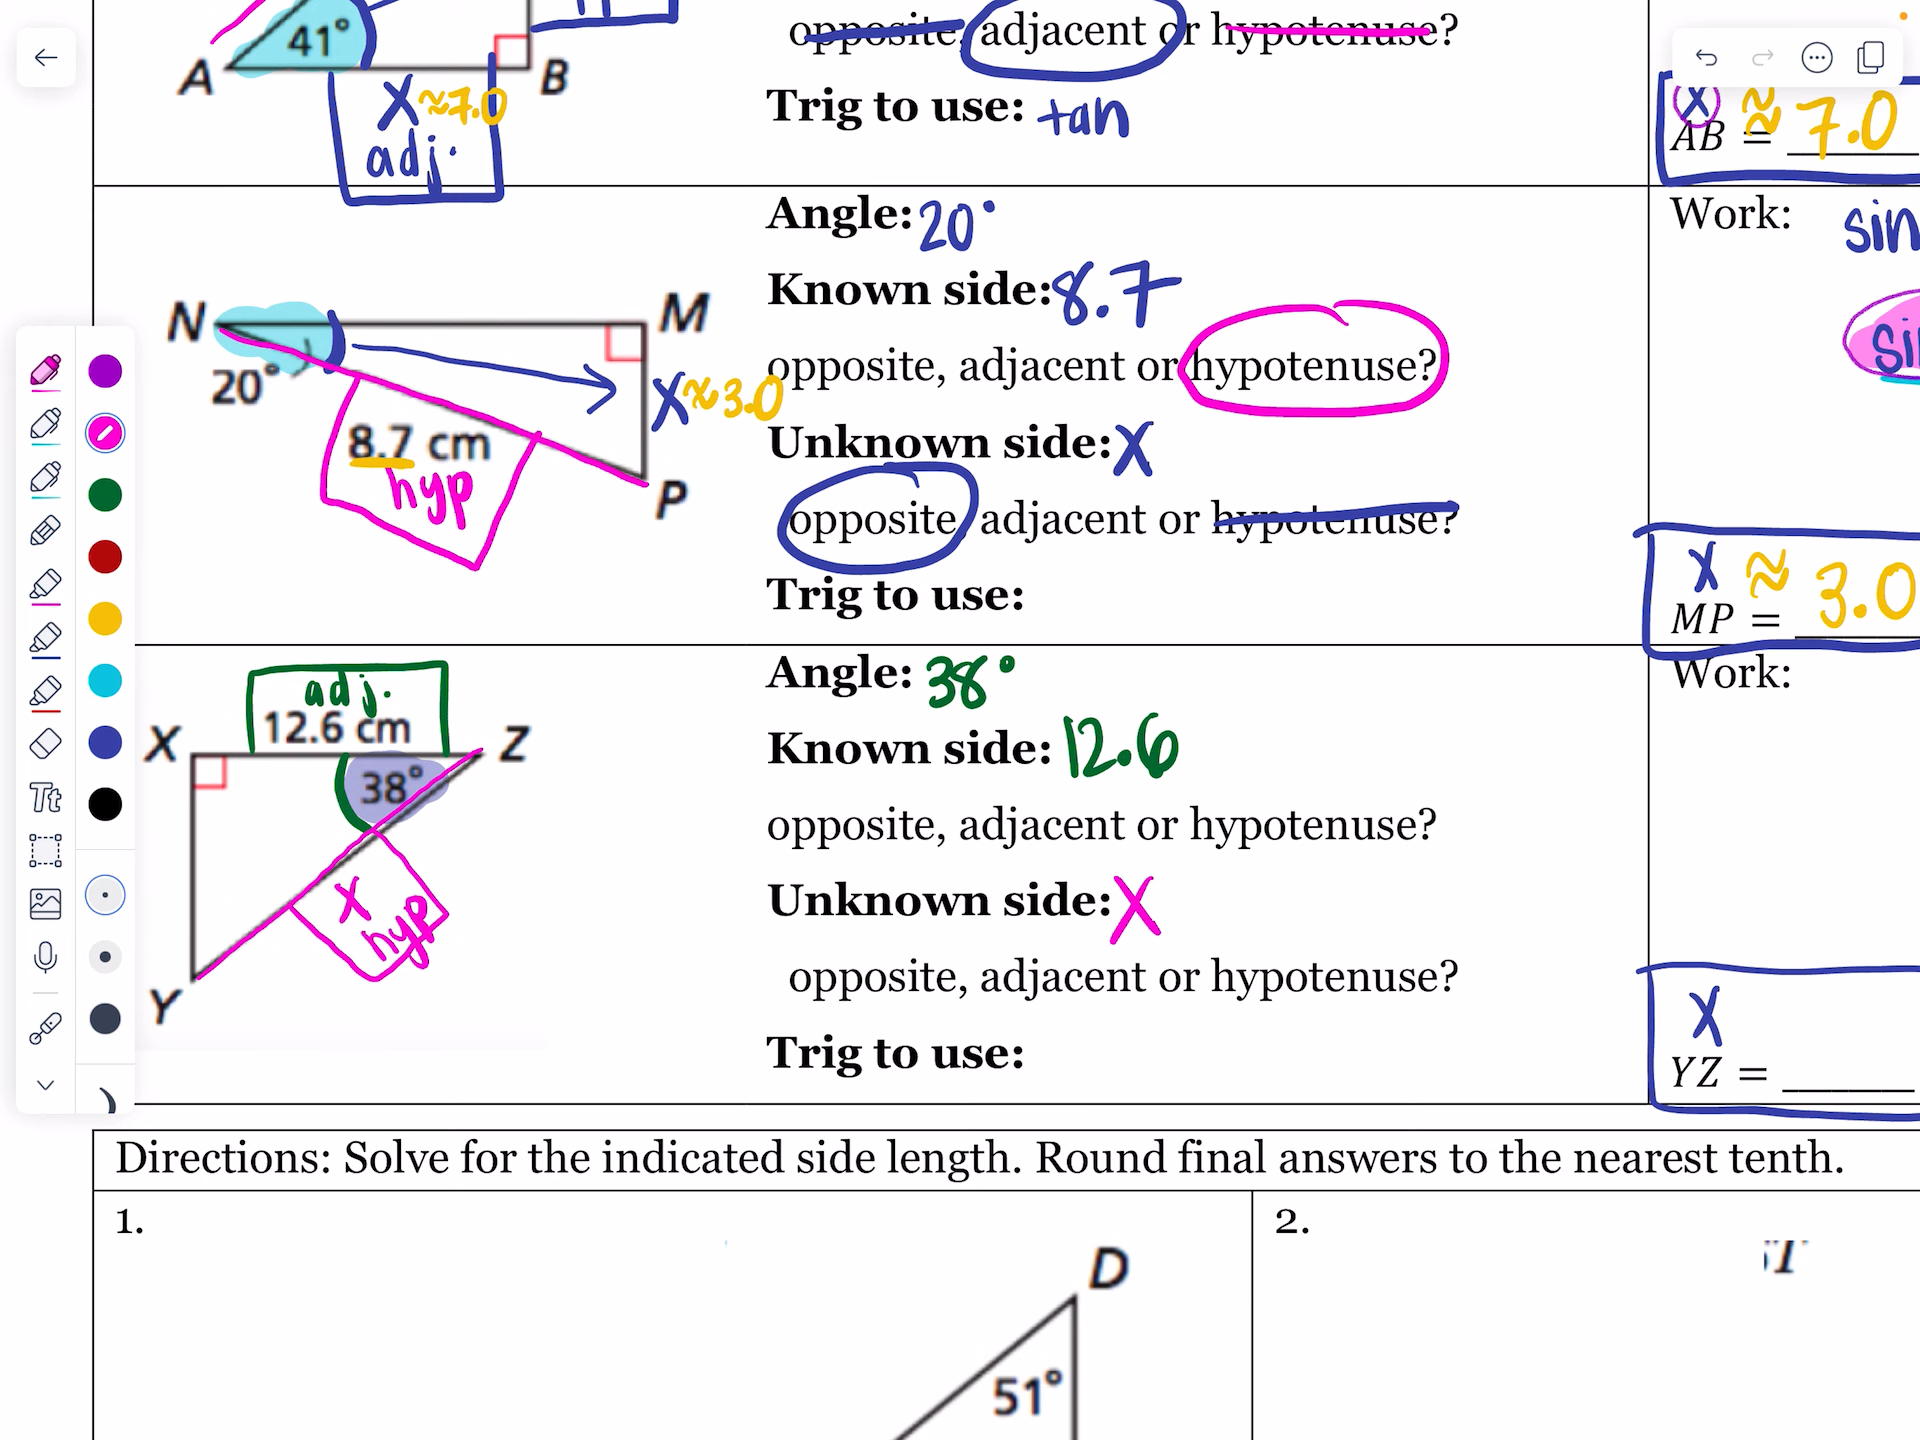 41°
opposite, adjacent or hypotenuse?
A
B
X ≈7.0
adj.
Trig to use: tan
X ≈ 7.0
AB = ______
Angle: 20°
Work: sin
N
M
Known side: 8.7
20°
X≈3.0
opposite, adjacent or hypotenuse?
8.7 cm
hyp
P
Unknown side: X
opposite, adjacent or hypotenuse?
Trig to use:
X ≈ 3.0
MP = ______
adj.
12.6 cm
X
Z
38°
Y
X
hyp
Angle: 38°
Known side: 12.6
opposite, adjacent or hypotenuse?
Unknown side: X
opposite, adjacent or hypotenuse?
Trig to use:
Work:
X
YZ = ______
Tt
Directions: Solve for the indicated side length. Round final answers to the nearest tenth.
1.
D
51°
2.